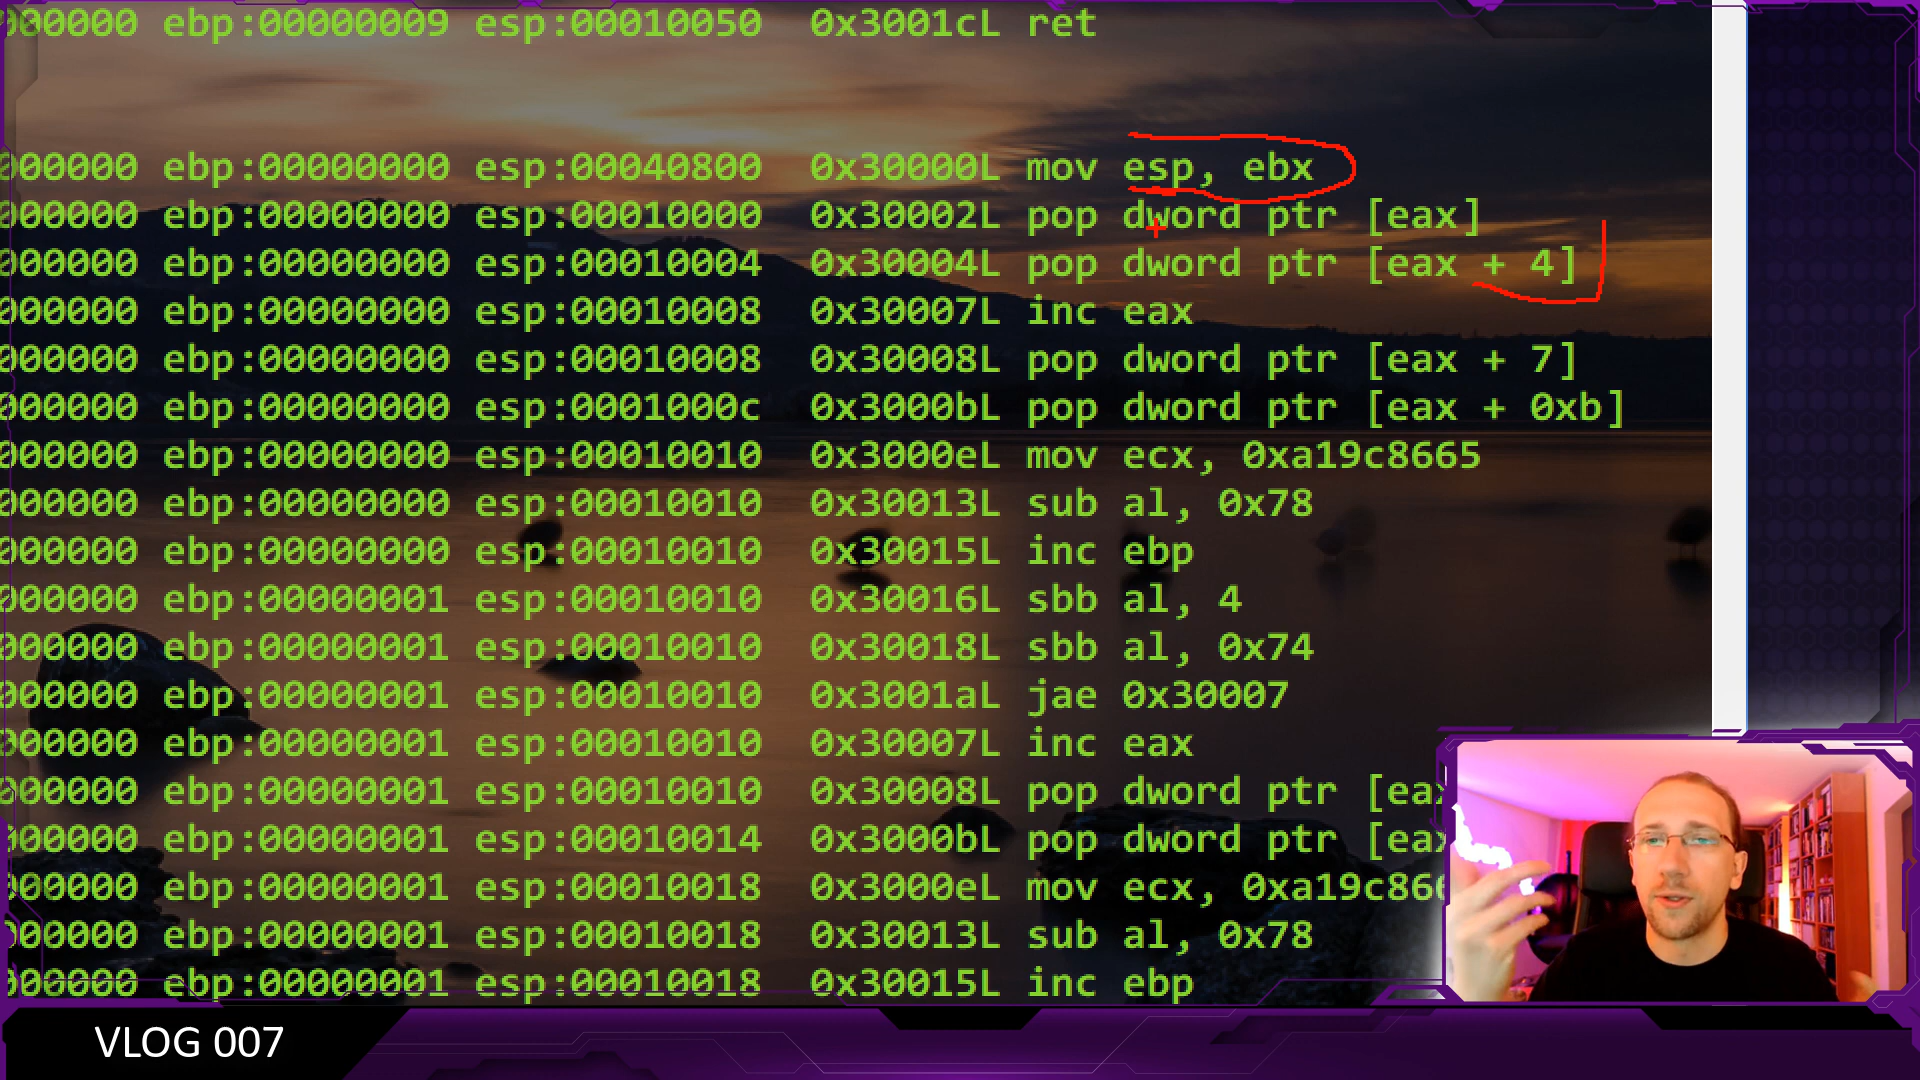 00000 ebp:00000009 esp:00010050 0x3001cL ret
000000 ebp:00000000 esp:00040800 0x30000L mov esp, ebx
000000 ebp:00000000 esp:00010000 0x30002L pop dword ptr [eax]
000000 ebp:00000000 esp:00010004 0x30004L pop dword ptr [eax + 4]
000000 ebp:00000000 esp:00010008 0x30007L inc eax
000000 ebp:00000000 esp:00010008 0x30008L pop dword ptr [eax + 7]
000000 ebp:00000000 esp:0001000c 0x3000bL pop dword ptr [eax + 0xb]
000000 ebp:00000000 esp:00010010 0x3000eL mov ecx, 0xa19c8665
000000 ebp:00000000 esp:00010010 0x30013L sub al, 0x78
000000 ebp:00000000 esp:00010010 0x30015L inc ebp
000000 ebp:00000001 esp:00010010 0x30016L sbb al, 4
000000 ebp:00000001 esp:00010010 0x30018L sbb al, 0x74
000000 ebp:00000001 esp:00010010 0x3001aL jae 0x30007
000000 ebp:00000001 esp:00010010 0x30007L inc eax
000000 ebp:00000001 esp:00010010 0x30008L pop dword ptr [eax
000000 ebp:00000001 esp:00010014 0x3000bL pop dword ptr [eax
000000 ebp:00000001 esp:00010018 0x3000eL mov ecx, 0xa19c866
000000 ebp:00000001 esp:00010018 0x30013L sub al, 0x78
000000 ebp:00000001 esp:00010018 0x30015L inc ebp
VLOG 007